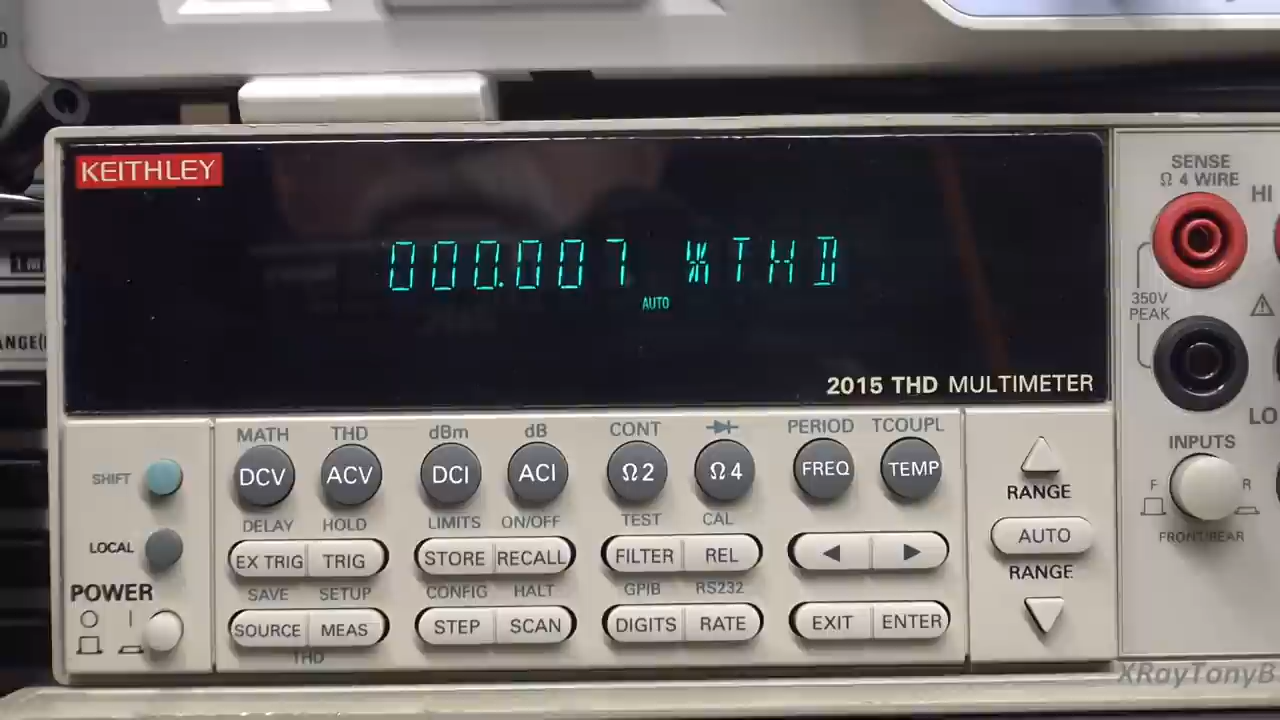 KEITHLEY
000.007 %THD
AUTO
2015 THD MULTIMETER
SENSE
Ω 4 WIRE
HI
350V
PEAK
LO
INPUTS
F R
FRONT/REAR
MATH THD dBm dB CONT PERIOD TCOUPL
SHIFT DCV ACV DCI ACI Ω2 Ω4 FREQ TEMP
RANGE
DELAY HOLD LIMITS ON/OFF TEST CAL
LOCAL EX TRIG TRIG STORE RECALL FILTER REL ◀ ▶ AUTO
RANGE
POWER SAVE SETUP CONFIG HALT GPIB RS232
O I SOURCE MEAS STEP SCAN DIGITS RATE EXIT ENTER
THD
XRayTonyB